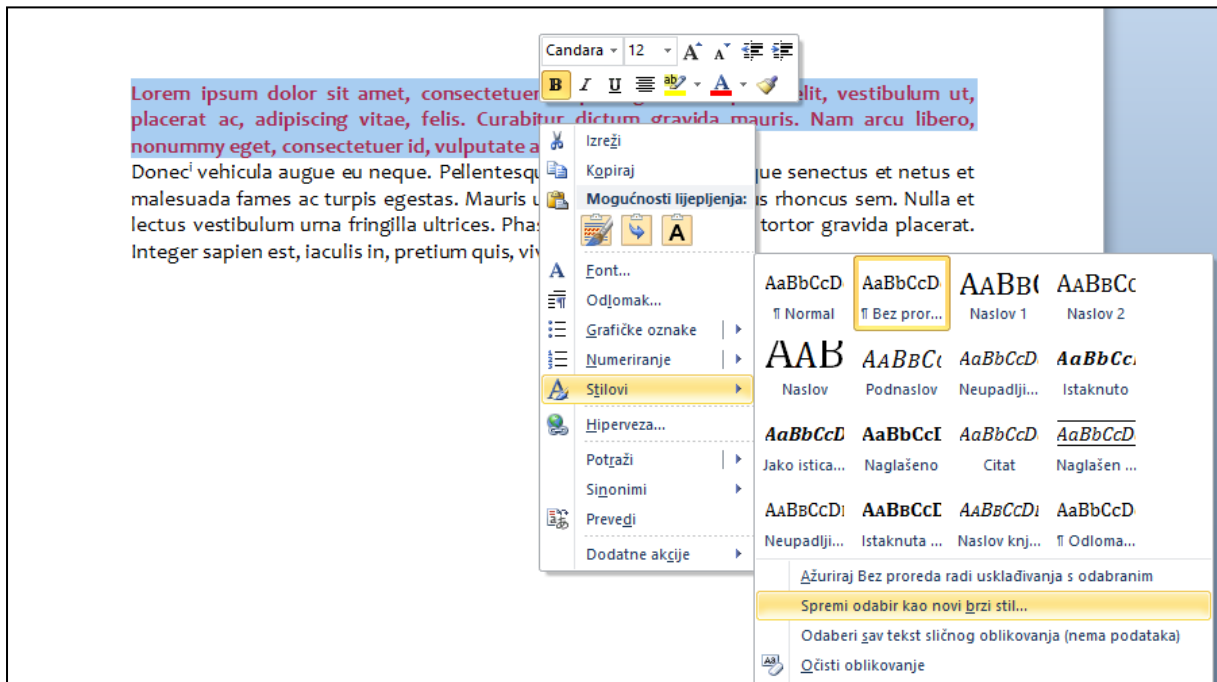 Candara 12 A A
B I U ab A
Lorem ipsum dolor sit amet, consectetuer elit, vestibulum ut,
placerat ac, adipiscing vitae, felis. Curabitur dictum gravida mauris. Nam arcu libero,
nonummy eget, consectetuer id, vulputate a
Donecⁱ vehicula augue eu neque. Pellentesqu ue senectus et netus et
malesuada fames ac turpis egestas. Mauris u s rhoncus sem. Nulla et
lectus vestibulum urna fringilla ultrices. Phas tortor gravida placerat.
Integer sapien est, iaculis in, pretium quis, viv
Izreži
Kopiraj
Mogućnosti lijepljenja:
A
Font...
Odlomak...
Grafičke oznake
Numeriranje
Stilovi
Hiperveza...
Potraži
Sinonimi
Prevedi
Dodatne akcije
AaBbCcD AaBbCcD AABB( AABBCC
¶ Normal ¶ Bez pror... Naslov 1 Naslov 2
AAB AABBC( AaBbCcD AaBbCc
Naslov Podnaslov Neupadlji... Istaknuto
AaBbCcD AaBbCcI AaBbCcD AaBbCcD
Jako istica... Naglašeno Citat Naglašen ...
AABBCCDI AABBCCI AABBCCDI AaBbCcD
Neupadlji... Istaknuta ... Naslov knj... ¶ Odloma...
Ažuriraj Bez proreda radi usklađivanja s odabranim
Spremi odabir kao novi brzi stil...
Odaberi sav tekst sličnog oblikovanja (nema podataka)
Očisti oblikovanje